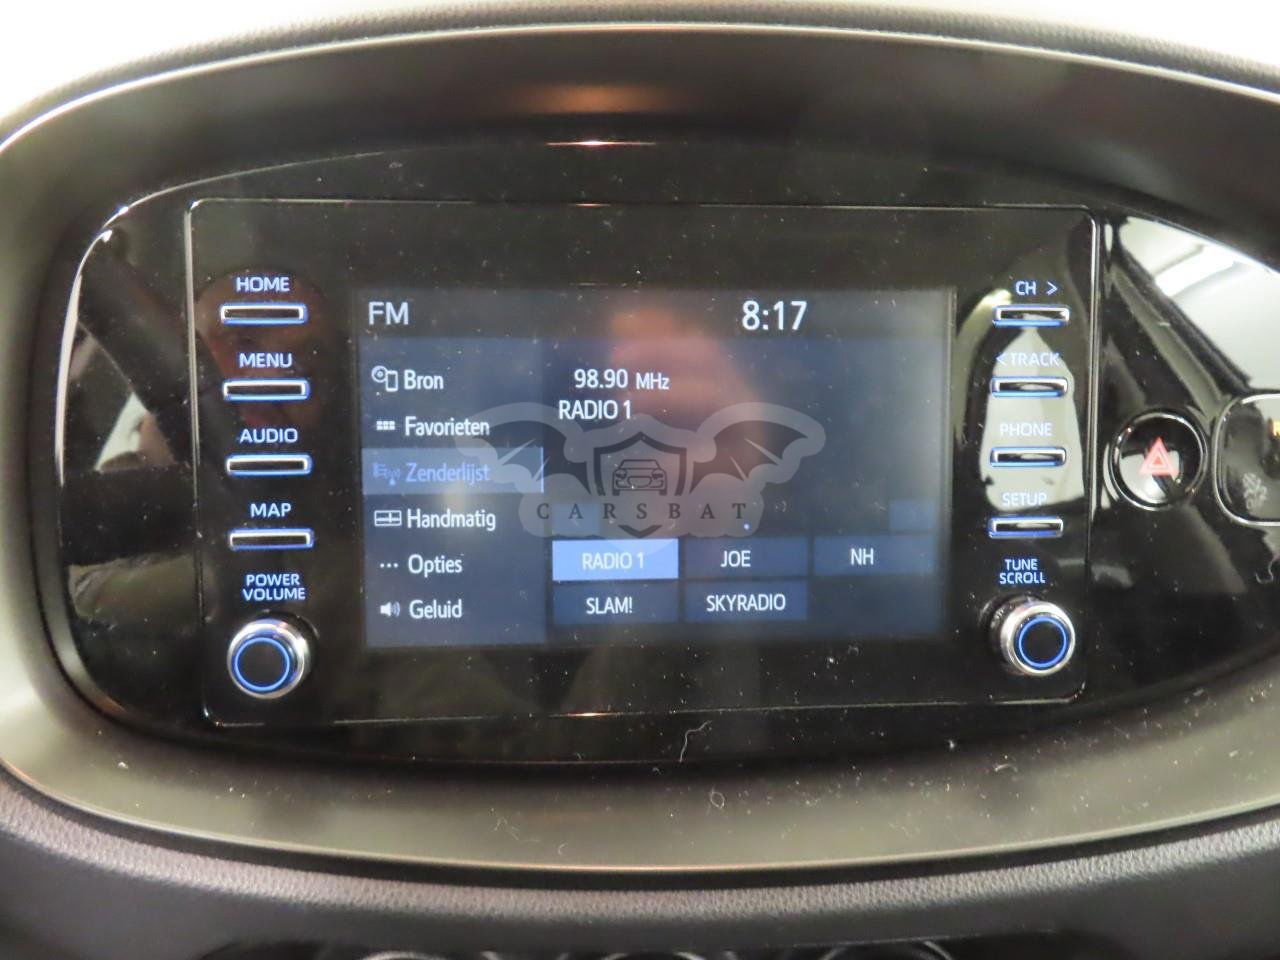 HOME
MENU
AUDIO
MAP
POWER
VOLUME
FM
8:17
Bron
Favorieten
Zenderlijst
Handmatig
Opties
Geluid
98.90 MHz
RADIO 1
CARSBAT
RADIO 1
JOE
NH
SLAM!
SKYRADIO
CH >
< TRACK
PHONE
SETUP
TUNE
SCROLL